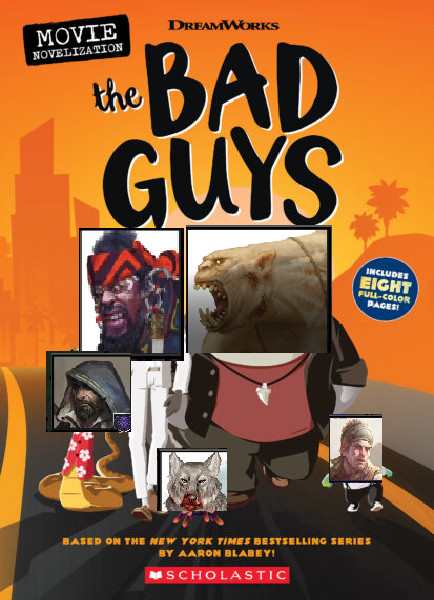 MOVIE
NOVELIZATION
DREAMWORKS
the BAD
GUYS
INCLUDES
EIGHT
FULL-COLOR
PAGES!
BASED ON THE NEW YORK TIMES BESTSELLING SERIES
BY AARON BLABEY!
SCHOLASTIC